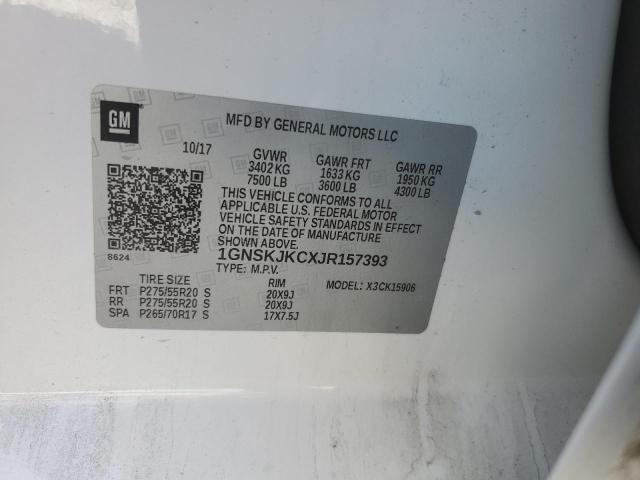 GM
MFD BY GENERAL MOTORS LLC
10/17 GVWR GAWR FRT GAWR RR
3402 KG 1633 KG 1950 KG
7500 LB 3600 LB 4300 LB
THIS VEHICLE CONFORMS TO ALL
APPLICABLE U.S. FEDERAL MOTOR
VEHICLE SAFETY STANDARDS IN
EFFECT ON THE DATE OF MANUFACTURE
SHOWN ABOVE.
8624 1GNSKJKCXJR157393
TYPE: M.P.V. MODEL: X3CK15906
TIRE SIZE RIM
FRT P275/55R20 S 20X9J
RR P275/55R20 S 20X9J
SPA P265/70R17 S 17X7.5J